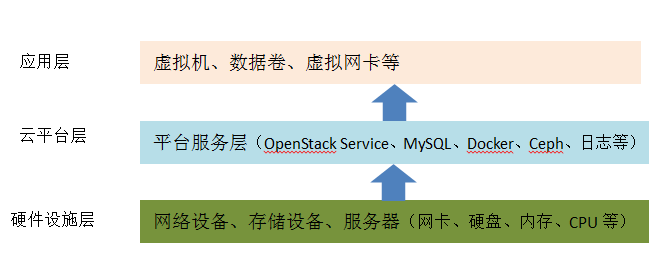 应用层 虚拟机、数据卷、虚拟网卡等
云平台层 平台服务层（OpenStack Service、MySQL、Docker、Ceph、日志等）
硬件设施层 网络设备、存储设备、服务器（网卡、硬盘、内存、CPU 等）